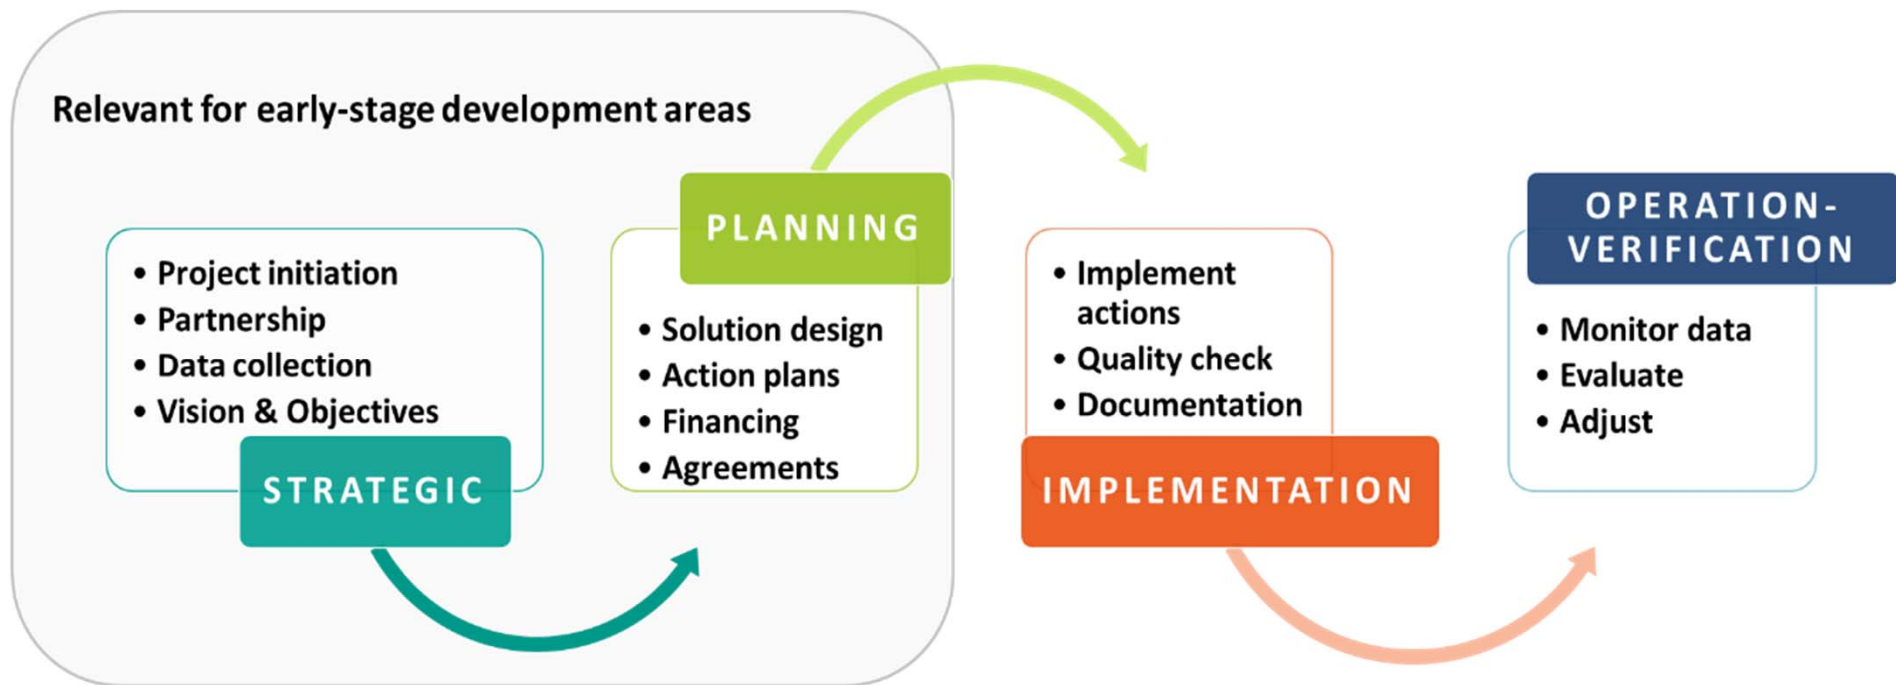 Relevant for early-stage development areas
• Project initiation
• Partnership
• Data collection
• Vision & Objectives
STRATEGIC
PLANNING
• Solution design
• Action plans
• Financing
• Agreements
• Implement
actions
• Quality check
• Documentation
IMPLEMENTATION
OPERATION-
VERIFICATION
• Monitor data
• Evaluate
• Adjust